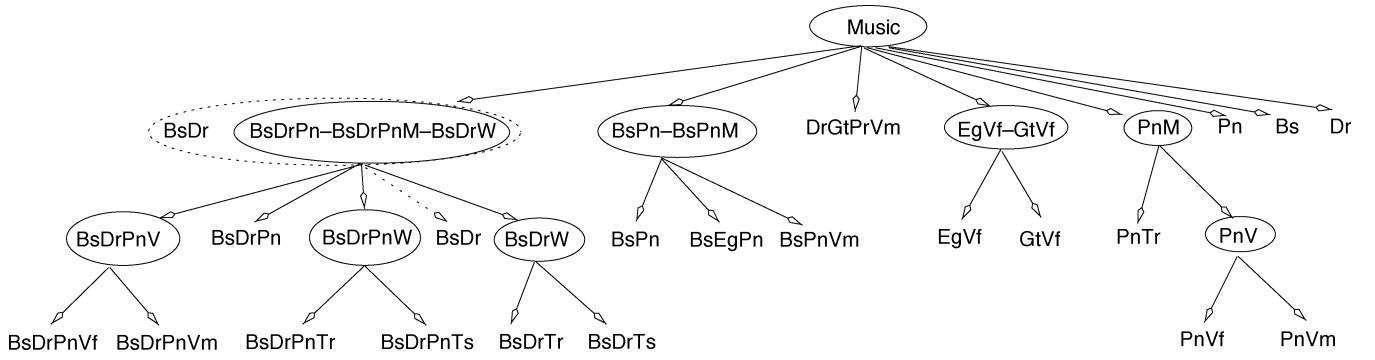 Music
BsDr BsDrPn–BsDrPnM–BsDrW BsPn–BsPnM DrGtPrVm EgVf–GtVf PnM Pn Bs Dr
BsDrPnV BsDrPn BsDrPnW BsDr BsDrW BsPn BsEgPn BsPnVm EgVf GtVf PnTr PnV
BsDrPnVf BsDrPnVm BsDrPnTr BsDrPnTs BsDrTr BsDrTs PnVf PnVm